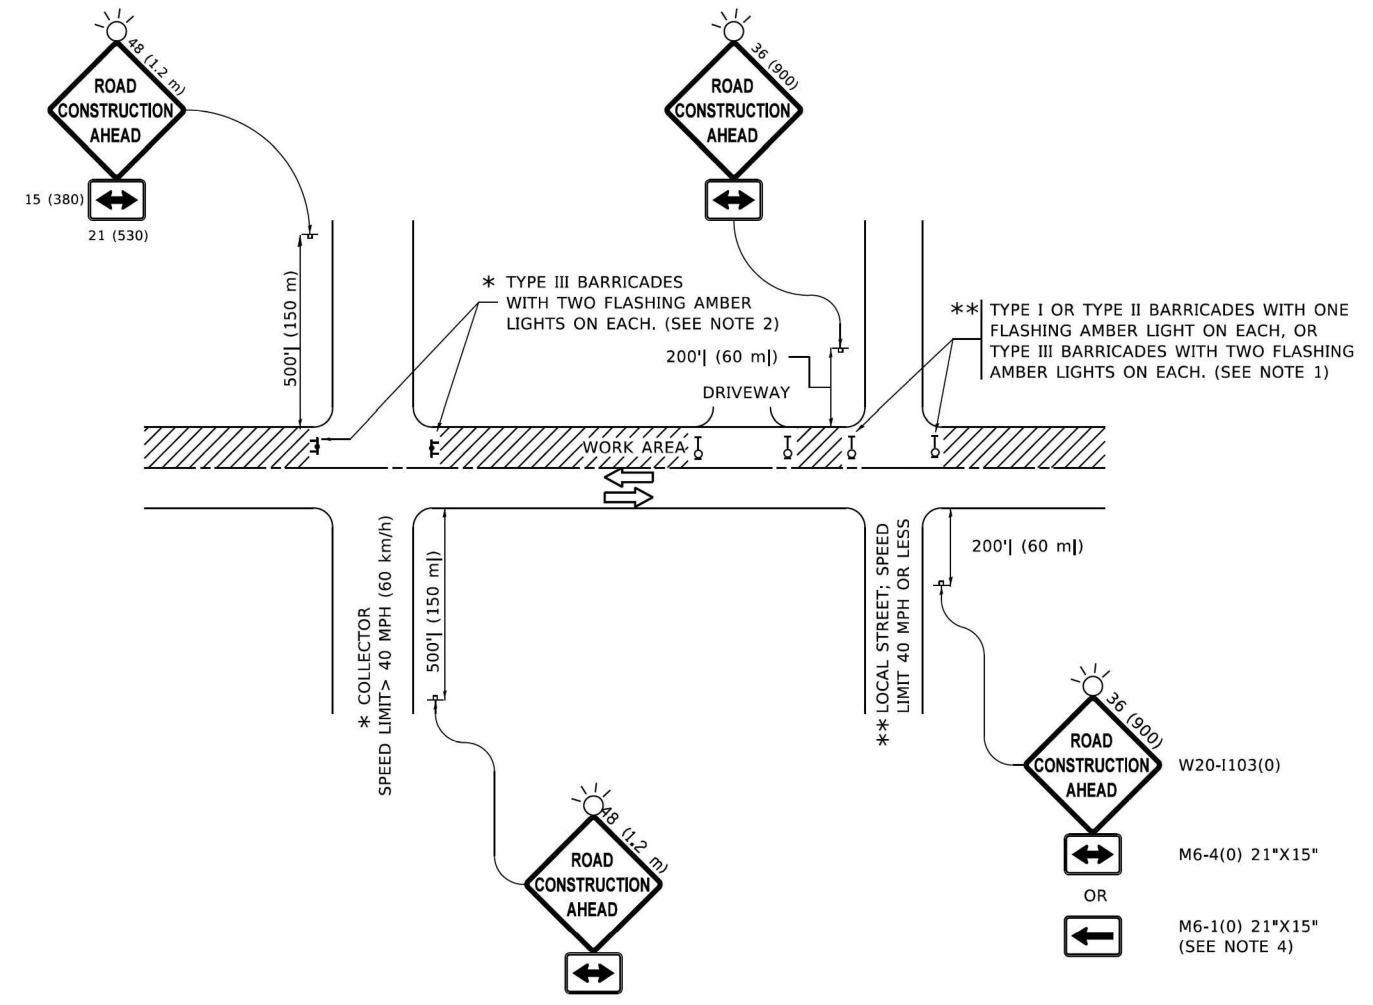 48 (1.2 m)
ROAD
CONSTRUCTION
AHEAD
15 (380)
21 (530)
36 (900)
ROAD
CONSTRUCTION
AHEAD
500'| (150 m)
* TYPE III BARRICADES
WITH TWO FLASHING AMBER
LIGHTS ON EACH. (SEE NOTE 2)
200'| (60 m|)
DRIVEWAY
** TYPE I OR TYPE II BARRICADES WITH ONE
FLASHING AMBER LIGHT ON EACH, OR
TYPE III BARRICADES WITH TWO FLASHING
AMBER LIGHTS ON EACH. (SEE NOTE 1)
WORK AREA
* COLLECTOR
SPEED LIMIT> 40 MPH (60 km/h)
500'| (150 m|)
** LOCAL STREET; SPEED
LIMIT 40 MPH OR LESS
200'| (60 m|)
36 (900)
ROAD
CONSTRUCTION
AHEAD
W20-I103(0)
M6-4(0) 21"X15"
OR
M6-1(0) 21"X15"
(SEE NOTE 4)
48 (1.2 m)
ROAD
CONSTRUCTION
AHEAD